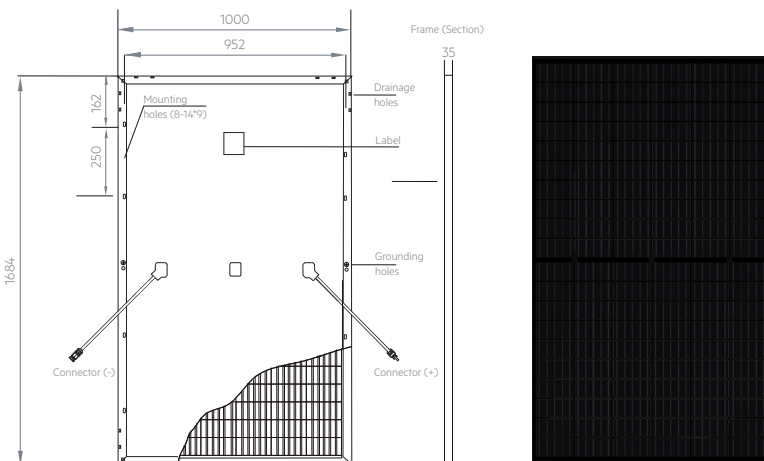 1000
Frame (Section)
952
35
162
Mounting
holes (8-14*9)
Drainage
holes
Label
250
1684
Grounding
holes
Connector (-)
Connector (+)